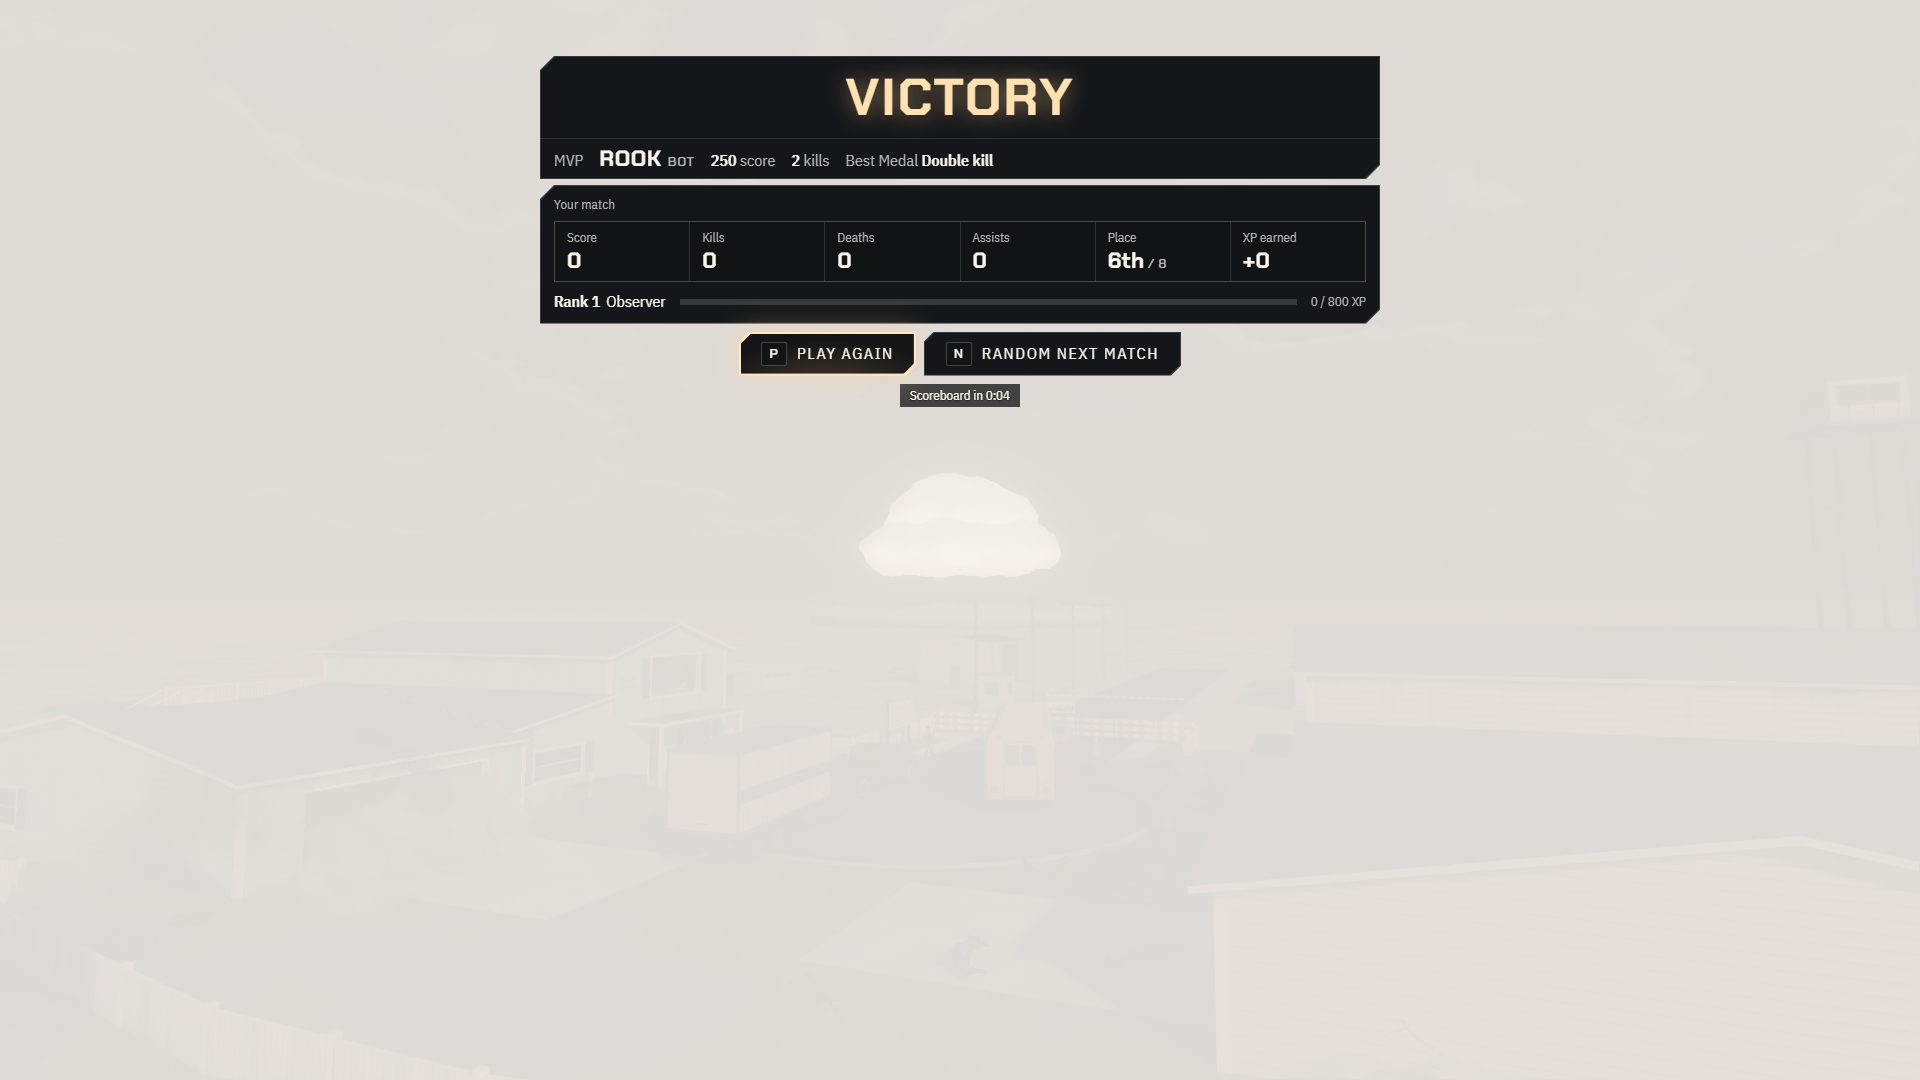 VICTORY
MVP ROOK BOT 250 score 2 kills Best Medal Double kill
Your match
Score Kills Deaths Assists Place XP earned
0 0 0 0 6th / 8 +0
Rank 1 Observer 0 / 800 XP
P PLAY AGAIN N RANDOM NEXT MATCH
Scoreboard in 0:04